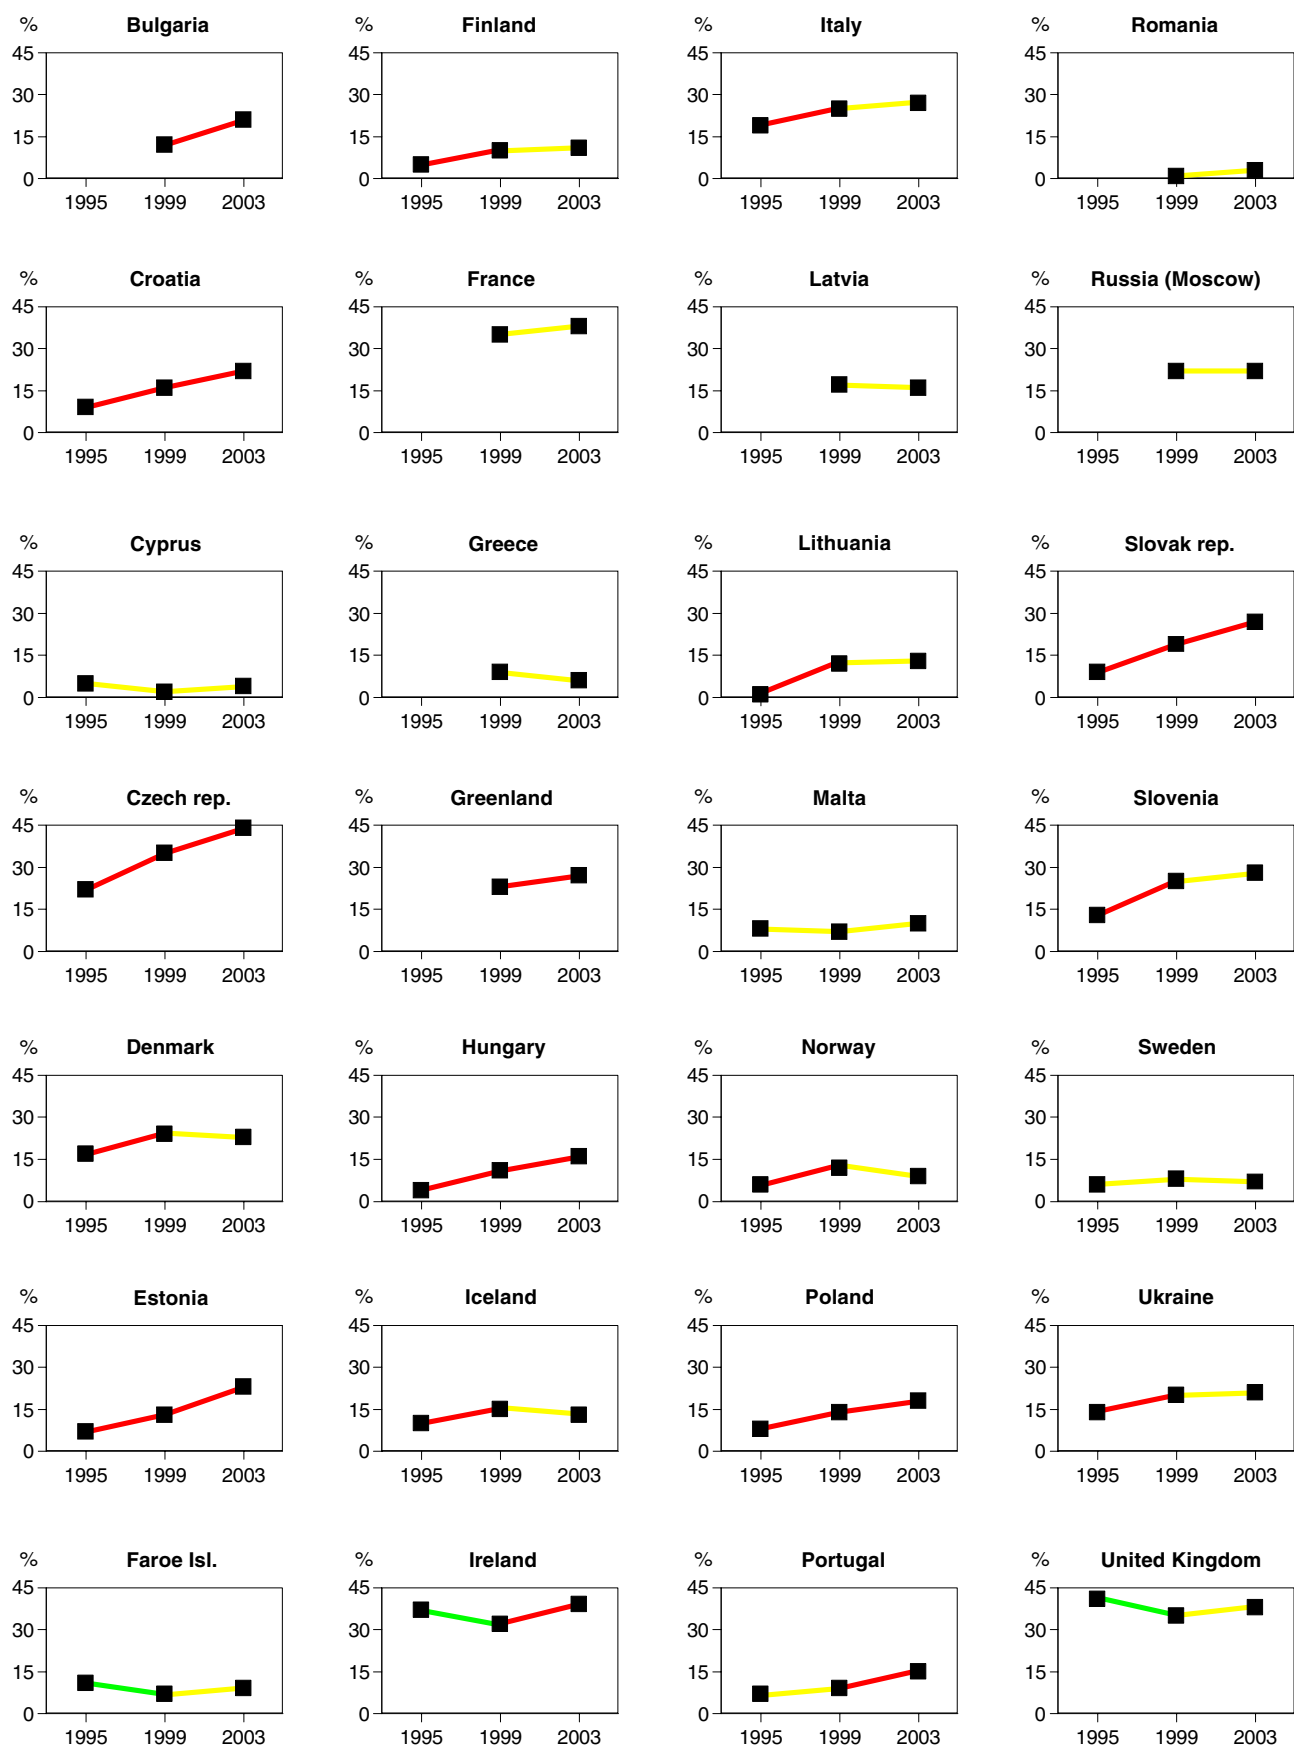 % Bulgaria
45
30
15
0
1995 1999 2003
% Finland
45
30
15
0
1995 1999 2003
% Italy
45
30
15
0
1995 1999 2003
% Romania
45
30
15
0
1995 1999 2003
% Croatia
45
30
15
0
1995 1999 2003
% France
45
30
15
0
1995 1999 2003
% Latvia
45
30
15
0
1995 1999 2003
% Russia (Moscow)
45
30
15
0
1995 1999 2003
% Cyprus
45
30
15
0
1995 1999 2003
% Greece
45
30
15
0
1995 1999 2003
% Lithuania
45
30
15
0
1995 1999 2003
% Slovak rep.
45
30
15
0
1995 1999 2003
% Czech rep.
45
30
15
0
1995 1999 2003
% Greenland
45
30
15
0
1995 1999 2003
% Malta
45
30
15
0
1995 1999 2003
% Slovenia
45
30
15
0
1995 1999 2003
% Denmark
45
30
15
0
1995 1999 2003
% Hungary
45
30
15
0
1995 1999 2003
% Norway
45
30
15
0
1995 1999 2003
% Sweden
45
30
15
0
1995 1999 2003
% Estonia
45
30
15
0
1995 1999 2003
% Iceland
45
30
15
0
1995 1999 2003
% Poland
45
30
15
0
1995 1999 2003
% Ukraine
45
30
15
0
1995 1999 2003
% Faroe Isl.
45
30
15
0
1995 1999 2003
% Ireland
45
30
15
0
1995 1999 2003
% Portugal
45
30
15
0
1995 1999 2003
% United Kingdom
45
30
15
0
1995 1999 2003